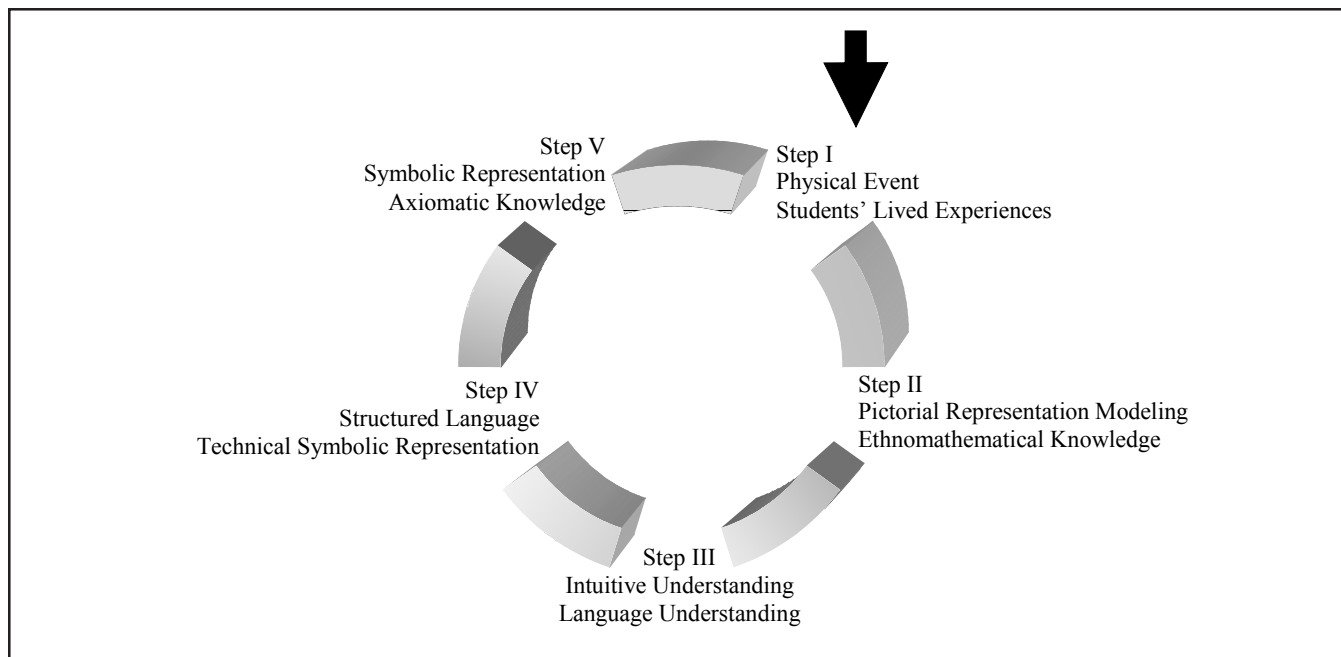 Step I
Physical Event
Students’ Lived Experiences
Step II
Pictorial Representation Modeling
Ethnomathematical Knowledge
Step III
Intuitive Understanding
Language Understanding
Step IV
Structured Language
Technical Symbolic Representation
Step V
Symbolic Representation
Axiomatic Knowledge